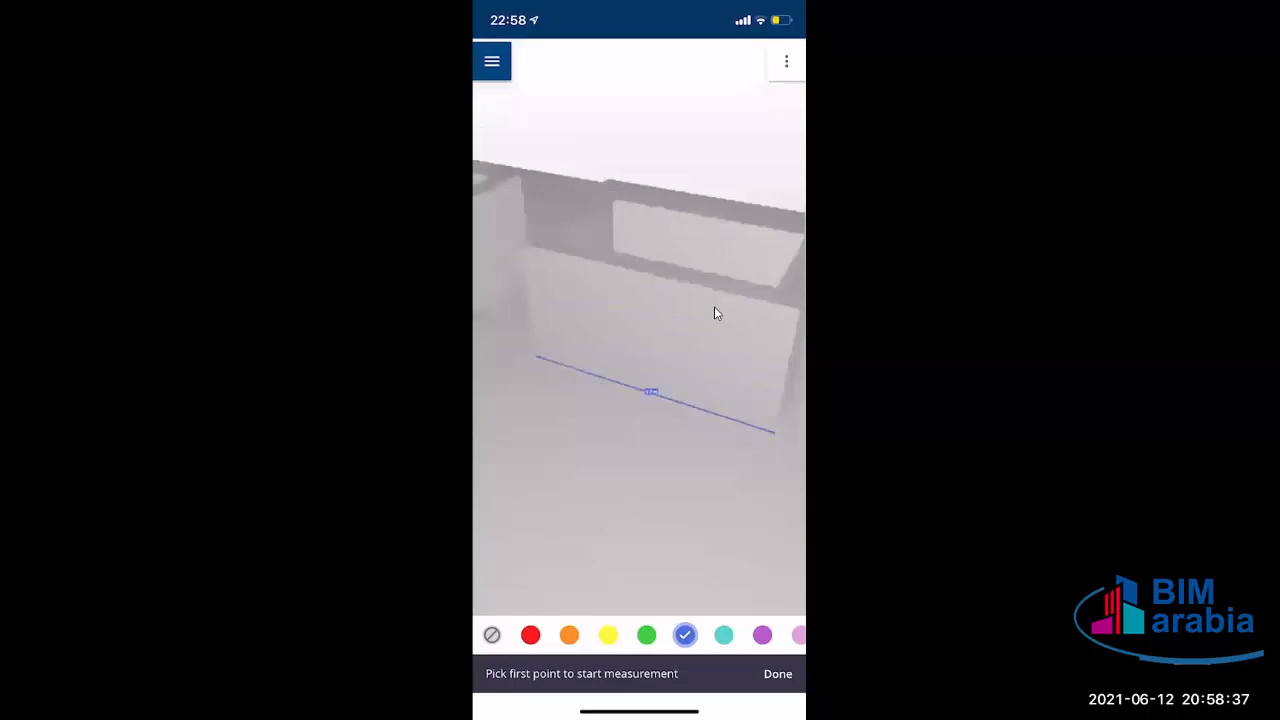 22:58
Pick first point to start measurement
Done
BIM
arabia
2021-06-12 20:58:37